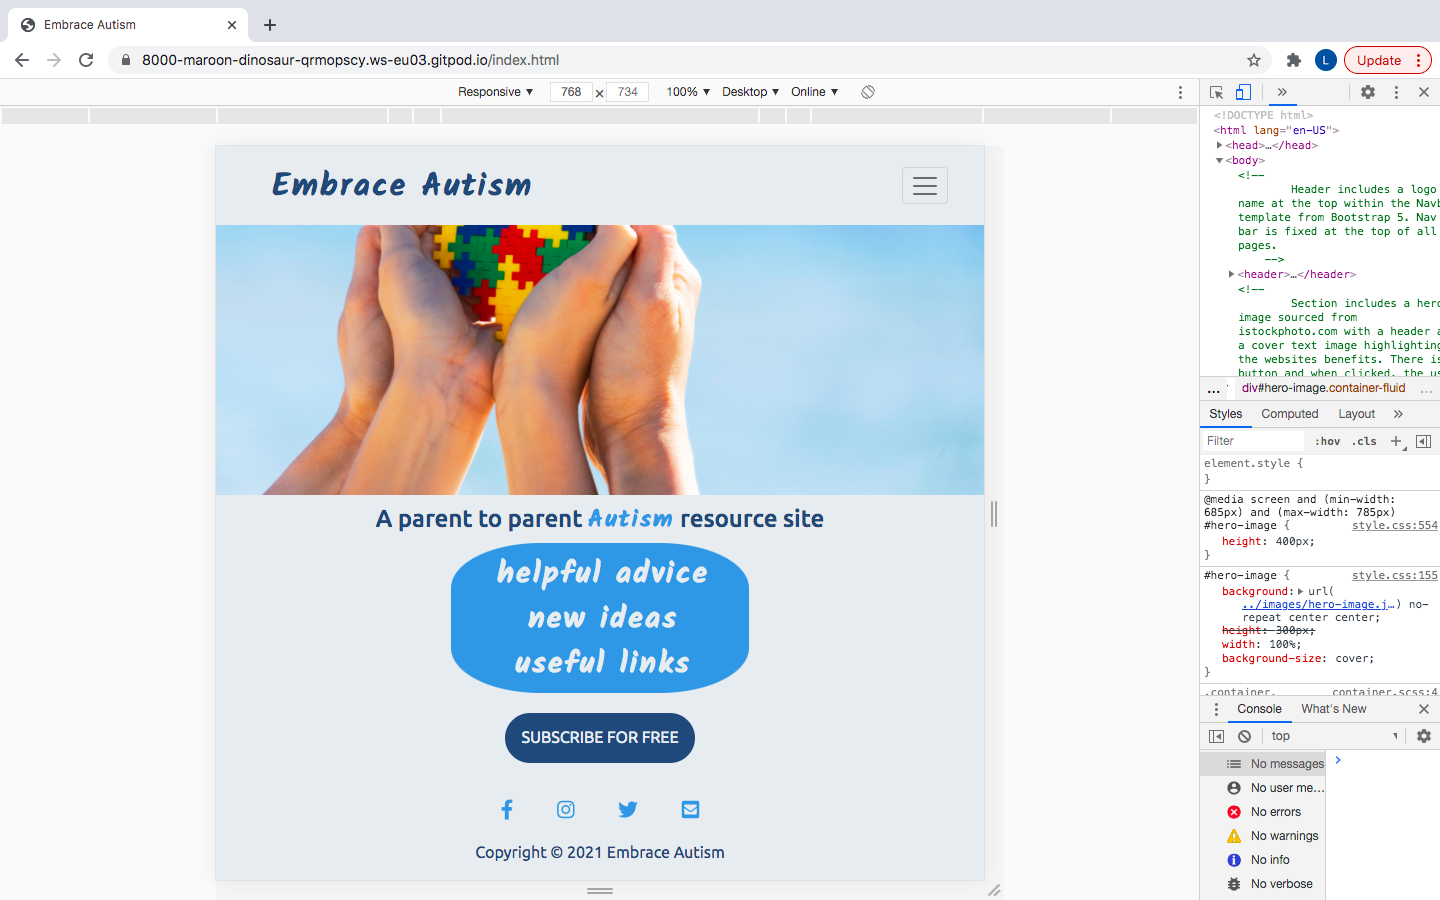 Embrace Autism
8000-maroon-dinosaur-qrmopscy.ws-eu03.gitpod.io/index.html
L
Update
Responsive 768 734 100% Desktop Online
Embrace Autism
A parent to parent Autism resource site
helpful advice
new ideas
useful links
SUBSCRIBE FOR FREE
Copyright © 2021 Embrace Autism
<!DOCTYPE html>
<html lang="en-US">
<head>…</head>
<body>
<!--
Header includes a logo
name at the top within the Navb
template from Bootstrap 5. Nav
bar is fixed at the top of all
pages.
-->
<header>…</header>
<!--
Section includes a hero
image sourced from
istockphoto.com with a header a
a cover text image highlighting
the websites benefits. There is
button and when clicked, the us
… div#hero-image.container-fluid …
Styles Computed Layout
Filter :hov .cls
element.style {
}
@media screen and (min-width:
685px) and (max-width: 785px)
#hero-image { style.css:554
height: 400px;
}
#hero-image { style.css:155
background: url(
../images/hero-image.j…) no-
repeat center center;
height: 300px;
width: 100%;
background-size: cover;
}
.container, container.scss:4
Console What's New
top
No messages
No user me…
No errors
No warnings
No info
No verbose